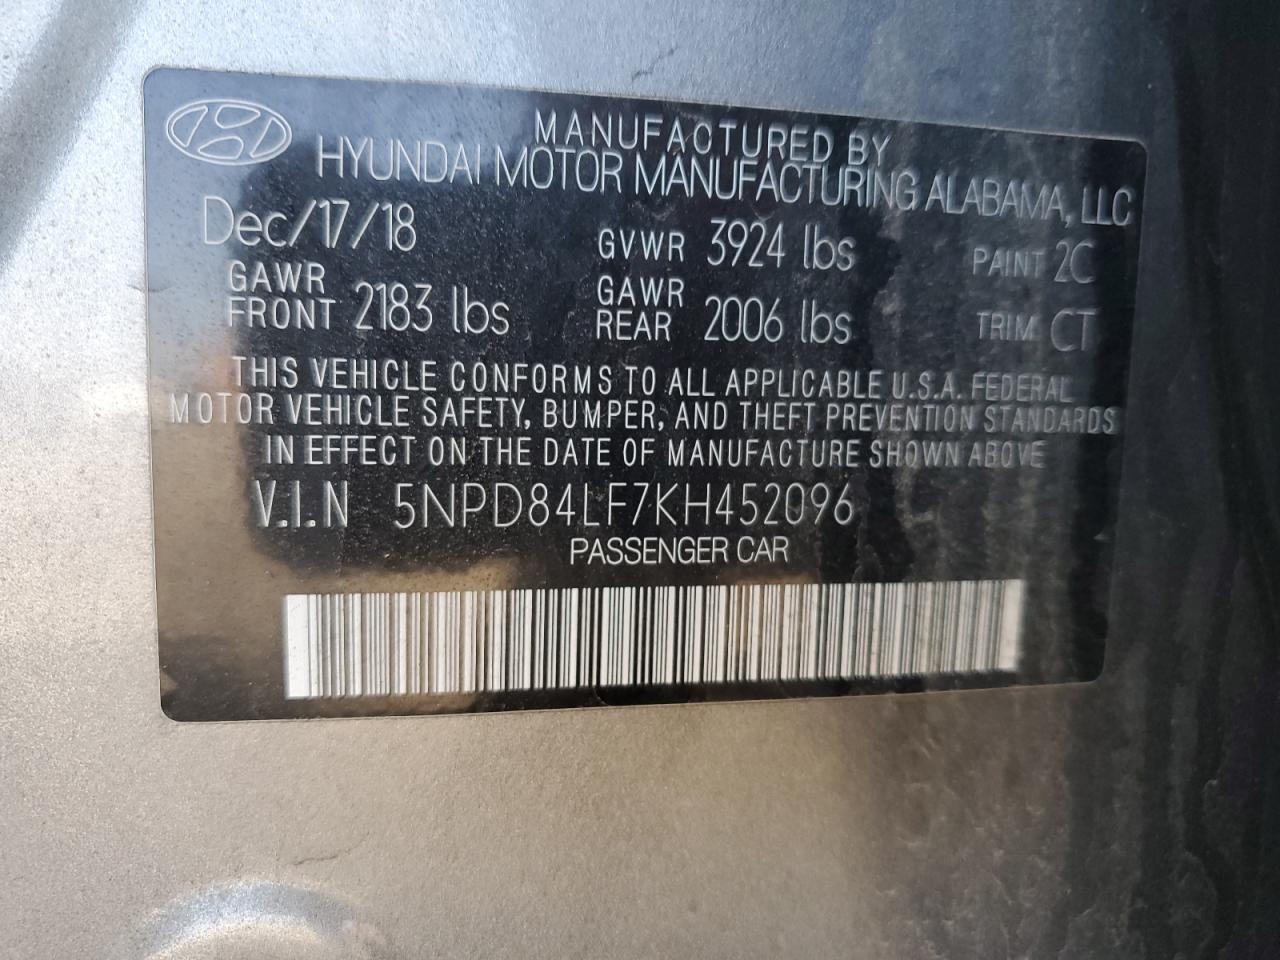 MANUFACTURED BY
HYUNDAI MOTOR MANUFACTURING ALABAMA, LLC
Dec/17/18 GVWR 3924 lbs PAINT 2C
GAWR FRONT 2183 lbs GAWR REAR 2006 lbs TRIM CT
THIS VEHICLE CONFORMS TO ALL APPLICABLE U.S.A. FEDERAL
MOTOR VEHICLE SAFETY, BUMPER, AND THEFT PREVENTION STANDARDS
IN EFFECT ON THE DATE OF MANUFACTURE SHOWN ABOVE
V.I.N 5NPD84LF7KH452096
PASSENGER CAR